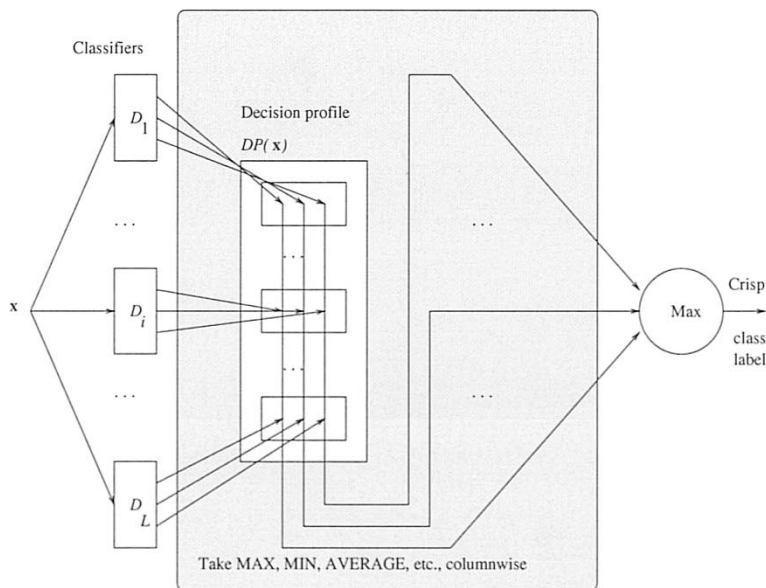 Classifiers
D1
Decision profile
DP( x)
. . .
. . .
. . .
x
Di
Max
Crisp
class
label
. . .
. . .
. . .
DL
Take MAX, MIN, AVERAGE, etc., columnwise